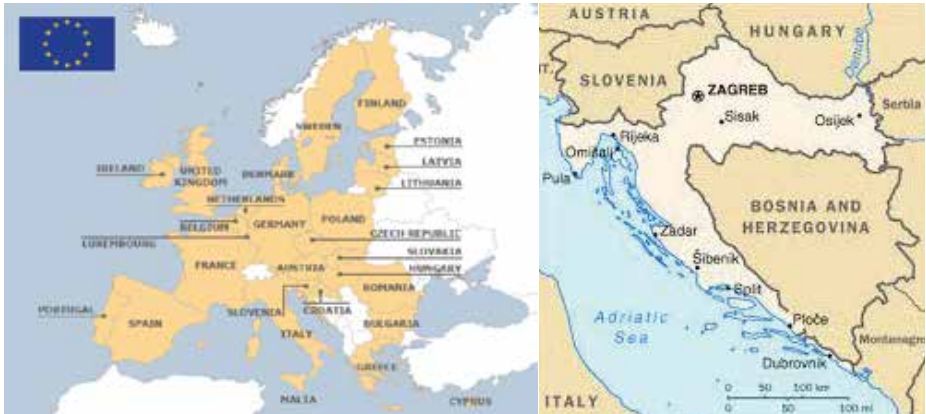 FINLAND
SWEDEN
ESTONIA
LATVIA
LITHUANIA
IRELAND
UNITED
KINGDOM
DENMARK
NETHERLANDS
BELGIUM
GERMANY
POLAND
LUXEMBOURG
CZECH REPUBLIC
SLOVAKIA
HUNGARY
FRANCE
AUSTRIA
ROMANIA
SLOVENIA
CROATIA
PORTUGAL
SPAIN
ITALY
BULGARIA
GREECE
MALTA
CYPRUS
AUSTRIA
HUNGARY
Danube
SLOVENIA
IT.
ZAGREB
Sisak
Osijek
Serbia
Rijeka
Omišalj
Pula
BOSNIA AND
HERZEGOVINA
Zadar
Šibenik
Split
Adriatic
Sea
Ploče
Montenegro
Dubrovnik
ITALY
0 50 100 km
0 50 100 mi